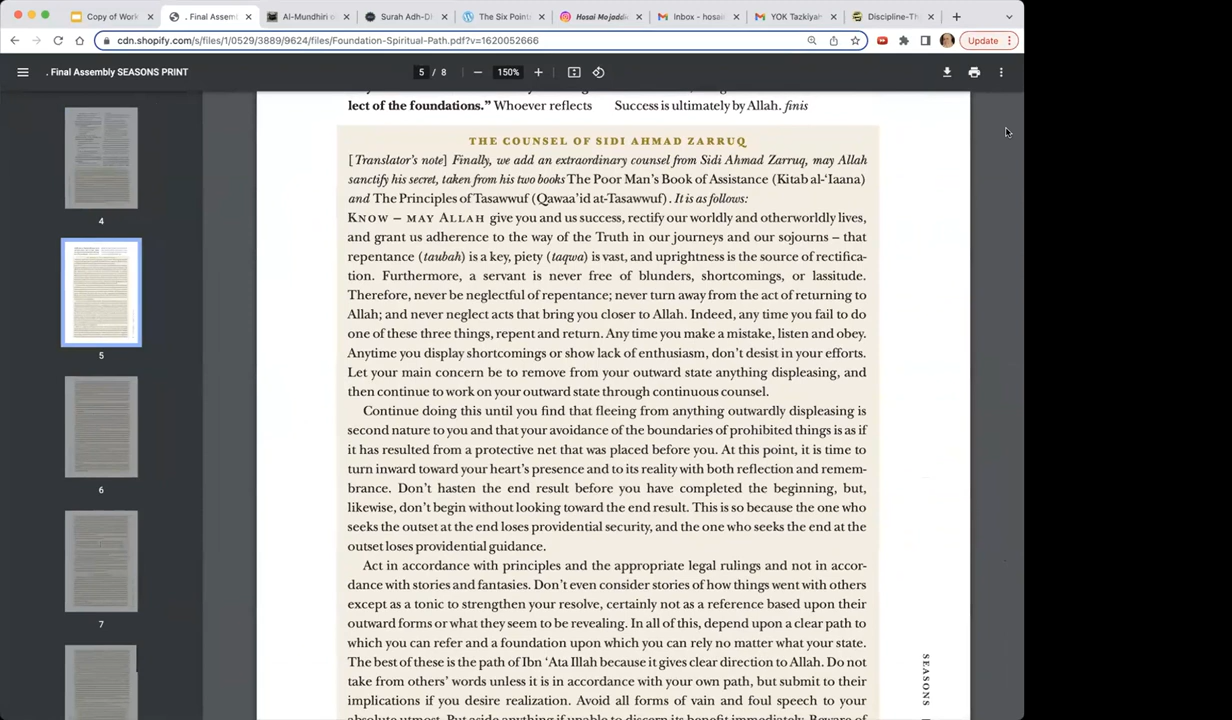 Copy of Work
. Final Assembl
Al-Mundhiri
Surah Adh-Dh
The Six Points
Hosai Mojaddid
Inbox - hosai
YOK Tazkiyah
Discipline-Th
cdn.shopify.com/s/files/1/0529/3889/9624/files/Foundation-Spiritual-Path.pdf?v=1620052666
Update
. Final Assembly SEASONS PRINT
5 / 8
150%
4
5
6
7
lect of the foundations.” Whoever reflects
Success is ultimately by Allah. finis
THE COUNSEL OF SIDI AHMAD ZARRUQ
[ Translator’s note] Finally, we add an extraordinary counsel from Sidi Ahmad Zarruq, may Allah
sanctify his secret, taken from his two books The Poor Man’s Book of Assistance (Kitab al-‘Iaana)
and The Principles of Tasawwuf (Qawaa’id at-Tasawwuf). It is as follows:
KNOW – MAY ALLAH give you and us success, rectify our worldly and otherworldly lives,
and grant us adherence to the way of the Truth in our journeys and our sojourns – that
repentance (taubah) is a key, piety (taqwa) is vast, and uprightness is the source of rectifica-
tion. Furthermore, a servant is never free of blunders, shortcomings, or lassitude.
Therefore, never be neglectful of repentance; never turn away from the act of returning to
Allah; and never neglect acts that bring you closer to Allah. Indeed, any time you fail to do
one of these three things, repent and return. Any time you make a mistake, listen and obey.
Anytime you display shortcomings or show lack of enthusiasm, don’t desist in your efforts.
Let your main concern be to remove from your outward state anything displeasing, and
then continue to work on your outward state through continuous counsel.
Continue doing this until you find that fleeing from anything outwardly displeasing is
second nature to you and that your avoidance of the boundaries of prohibited things is as if
it has resulted from a protective net that was placed before you. At this point, it is time to
turn inward toward your heart’s presence and to its reality with both reflection and remem-
brance. Don’t hasten the end result before you have completed the beginning, but,
likewise, don’t begin without looking toward the end result. This is so because the one who
seeks the outset at the end loses providential security, and the one who seeks the end at the
outset loses providential guidance.
Act in accordance with principles and the appropriate legal rulings and not in accor-
dance with stories and fantasies. Don’t even consider stories of how things went with others
except as a tonic to strengthen your resolve, certainly not as a reference based upon their
outward forms or what they seem to be revealing. In all of this, depend upon a clear path to
which you can refer and a foundation upon which you can rely no matter what your state.
The best of these is the path of Ibn ‘Ata Illah because it gives clear direction to Allah. Do not
take from others’ words unless it is in accordance with your own path, but submit to their
implications if you desire realization. Avoid all forms of vain and foul speech to your
absolute utmost. Put aside anything if unable to discern its benefit immediately. Beware of
SEASONS